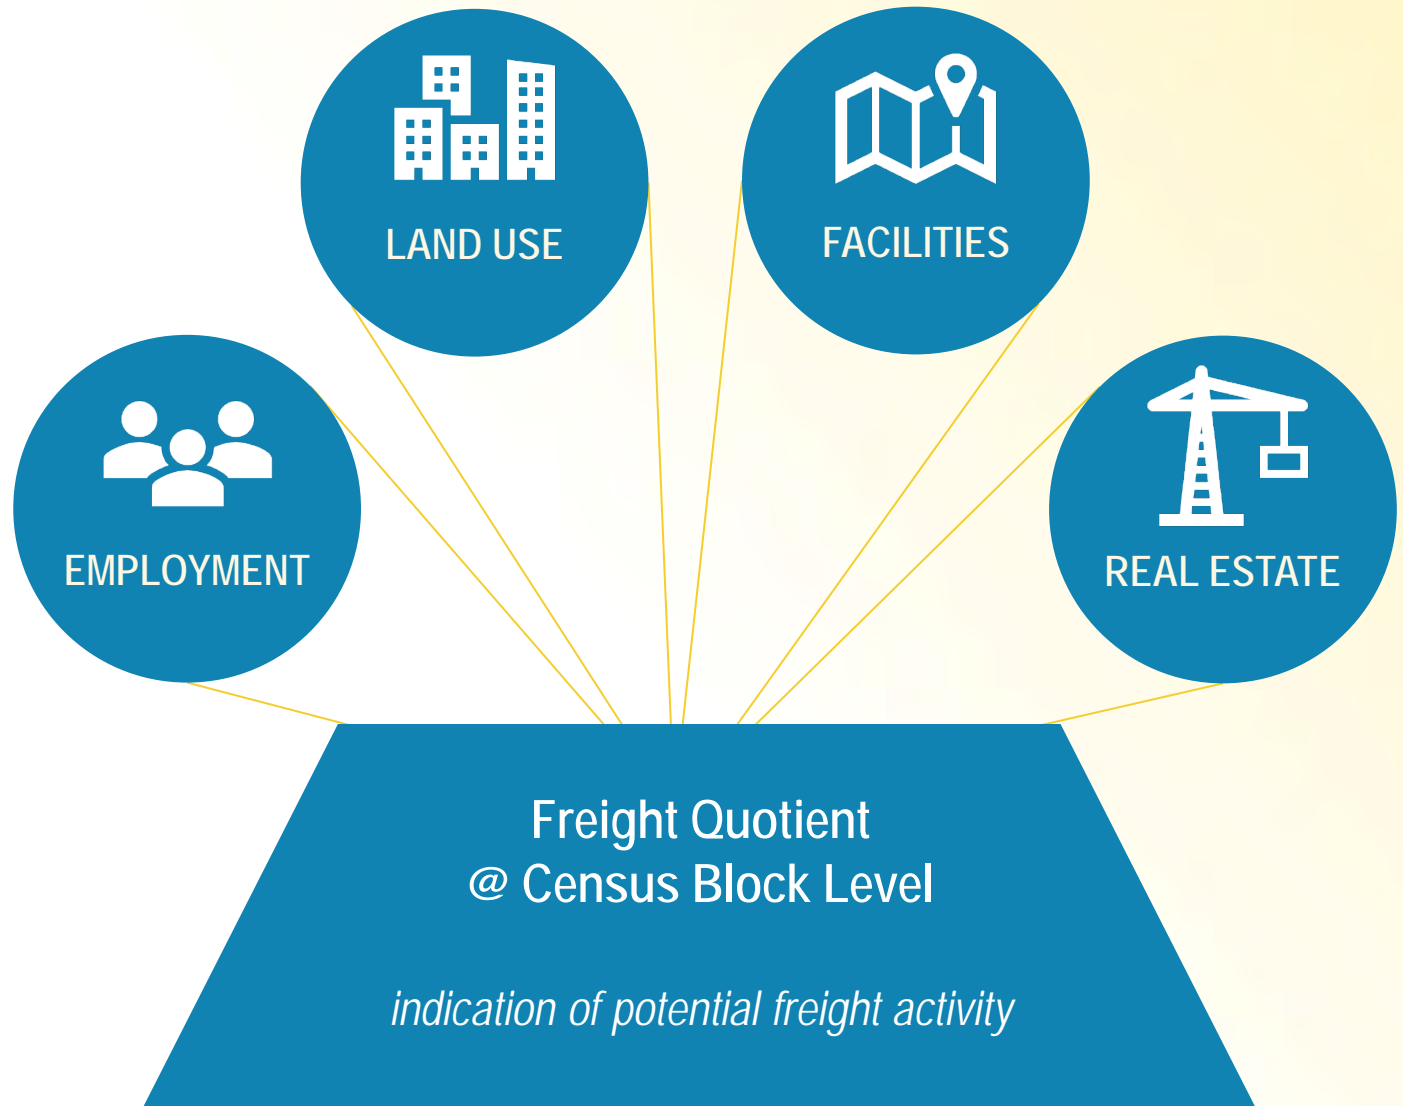 LAND USE
FACILITIES
EMPLOYMENT
REAL ESTATE
Freight Quotient
@ Census Block Level
indication of potential freight activity